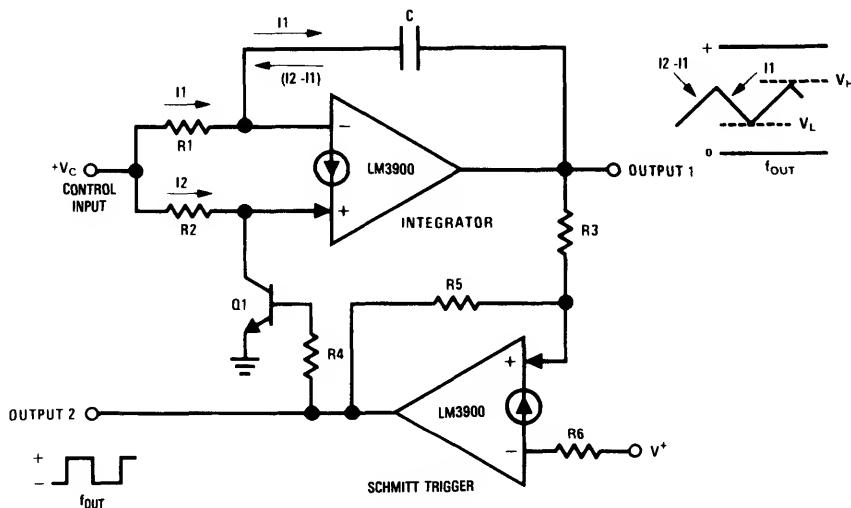 I1
C
(I2 -I1)
I1
R1
+VC
CONTROL
INPUT
I2
R2
−
LM3900
+
INTEGRATOR
OUTPUT 1
R3
+
I2 -I1
I1
VH
VL
0
fOUT
Q1
R4
R5
+
LM3900
−
R6
V+
SCHMITT TRIGGER
OUTPUT 2
+
−
fOUT